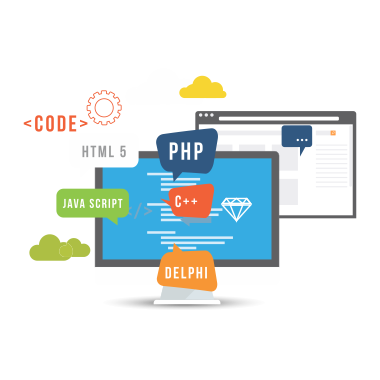 <CODE>
HTML 5
PHP
...
JAVA SCRIPT
</>
C++
DELPHI